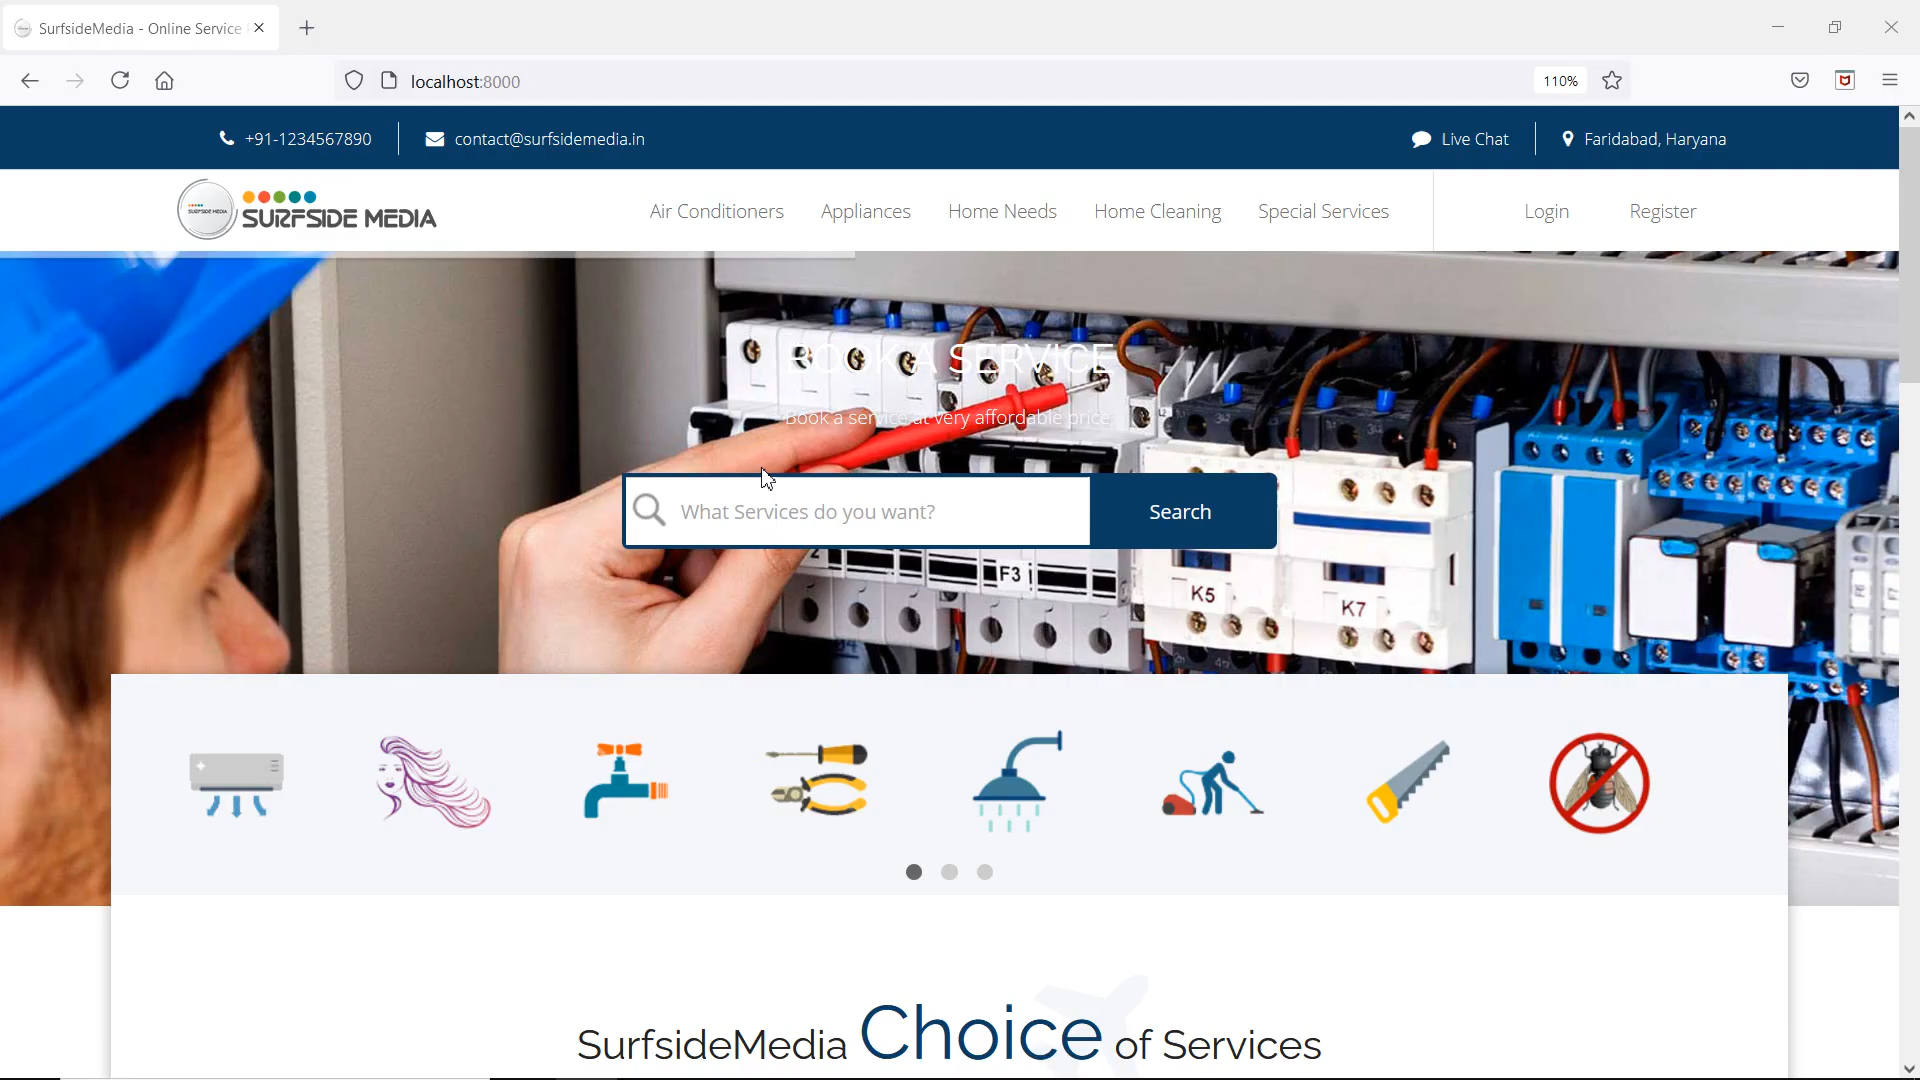 SurfsideMedia - Online Service
localhost:8000
110%
+91-1234567890
contact@surfsidemedia.in
Live Chat
Faridabad, Haryana
SURFSIDE MEDIA
SURFSIDE MEDIA
Air Conditioners
Appliances
Home Needs
Home Cleaning
Special Services
Login
Register
BOOK A SERVICE
Book a service at very affordable price,
What Services do you want?
Search
F3
K5
K7
SurfsideMedia Choice of Services